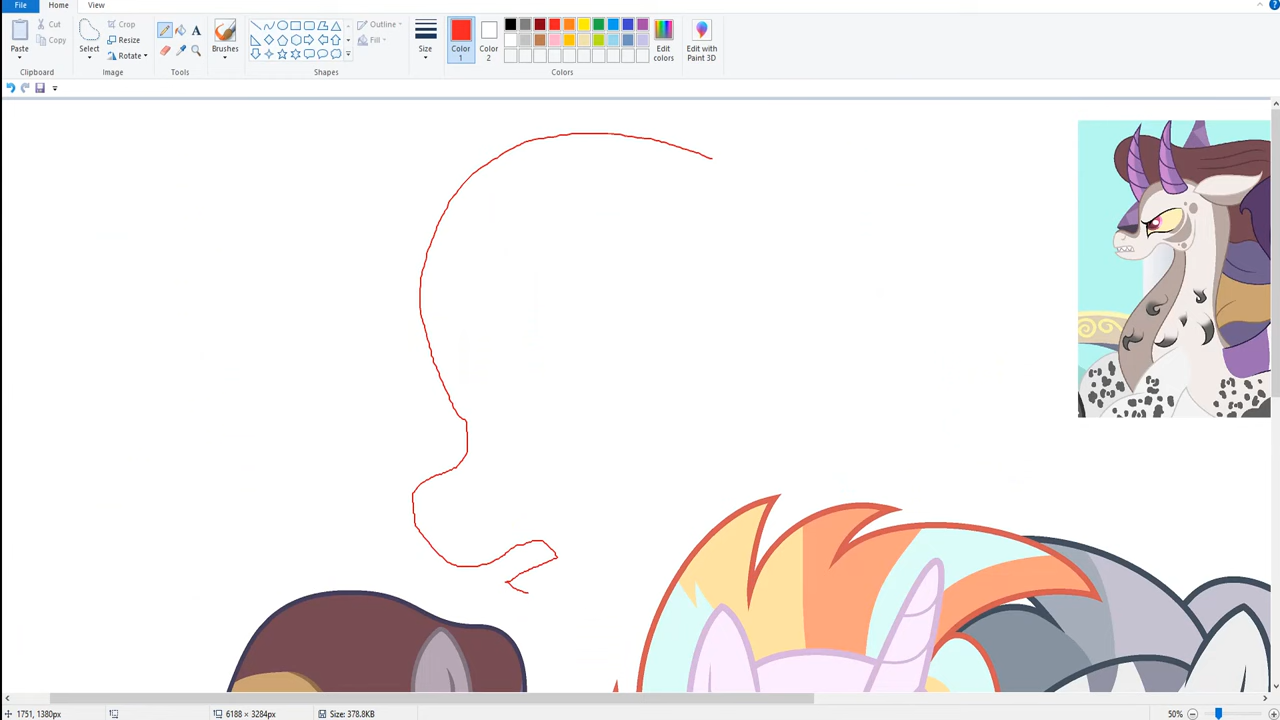 File Home View
Paste Cut Copy Clipboard
Select Crop Resize Rotate Image
A Tools
Brushes
Outline Fill Shapes
Size
Color 1 Color 2
Edit colors Colors
Edit with Paint 3D
1751, 1380px 6188 × 3284px Size: 378.8KB 50%